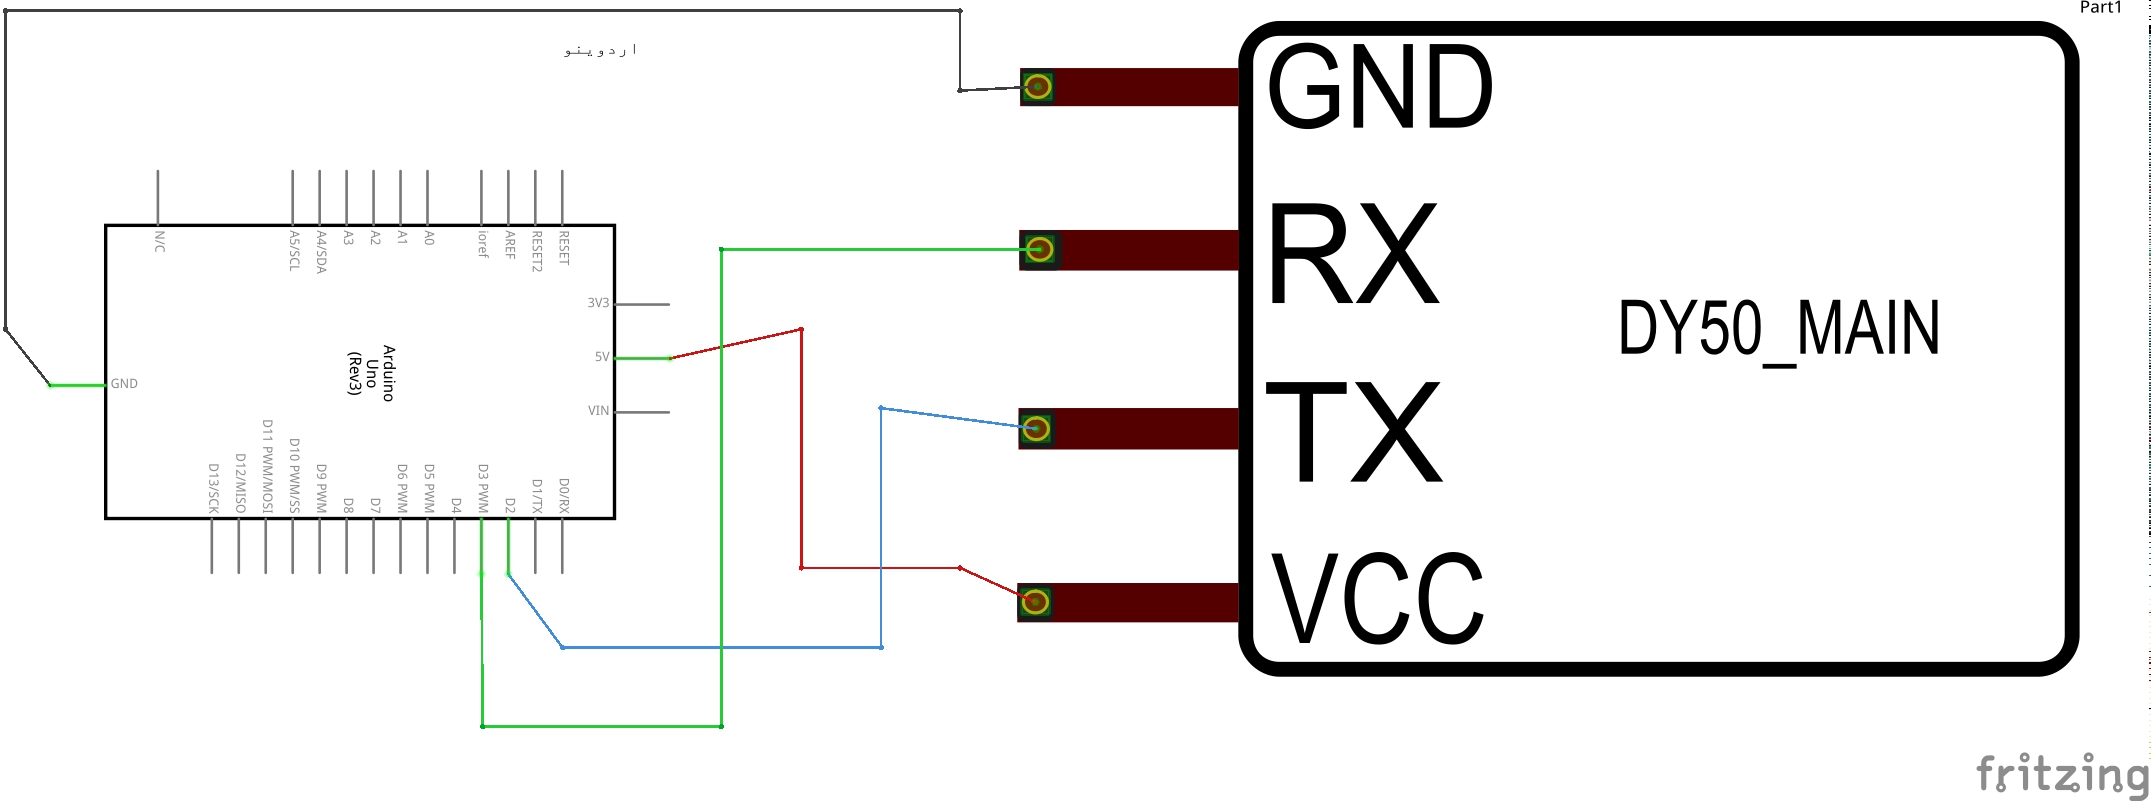 Part1
اردوينو
GND
RX
DY50_MAIN
TX
VCC
N/C
A5/SCL
A4/SDA
A3
A2
A1
A0
ioref
AREF
RESET2
RESET
3V3
5V
VIN
GND
Arduino
Uno
(Rev3)
D13/SCK
D12/MISO
D11 PWM/MOSI
D10 PWM/SS
D9 PWM
D8
D7
D6 PWM
D5 PWM
D4
D3 PWM
D2
D1/TX
D0/RX
fritzing